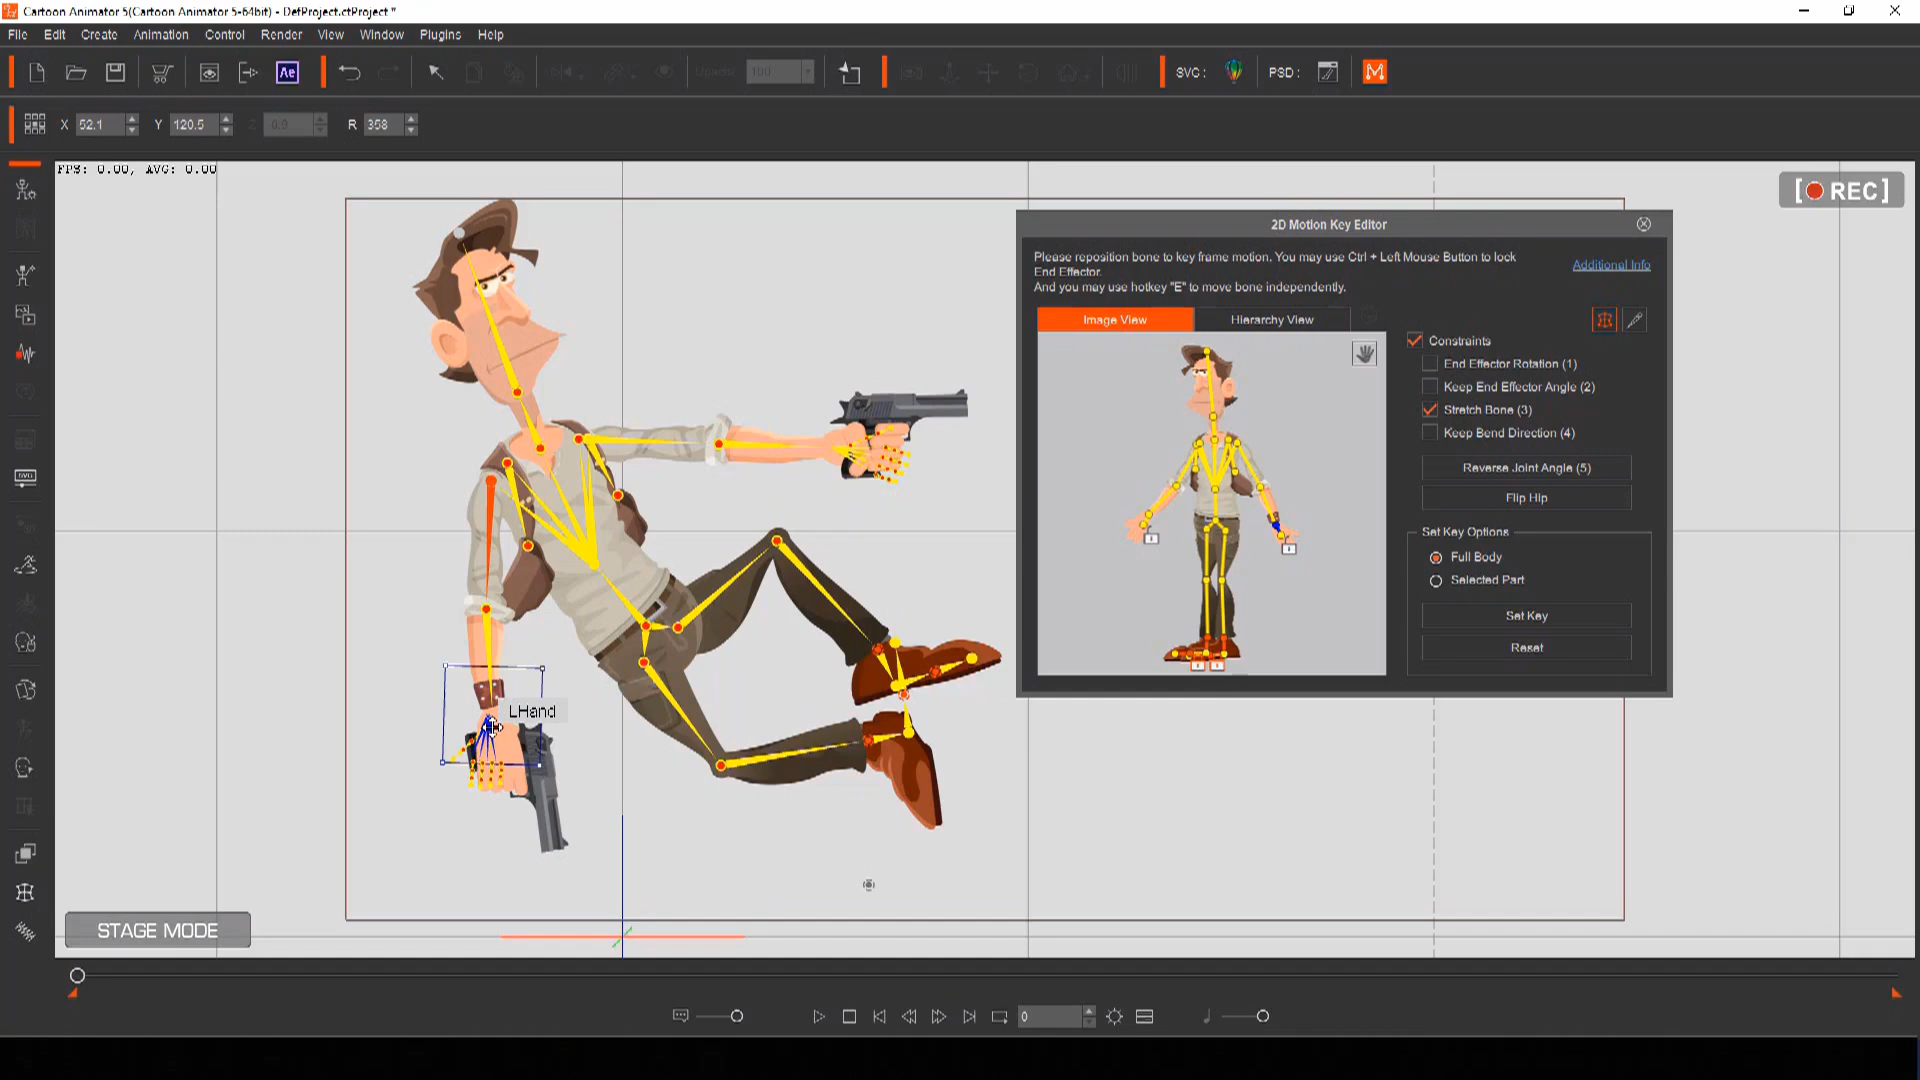 Cartoon Animator 5(Cartoon Animator 5-64bit) - DefProject.ctProject *
File Edit Create Animation Control Render View Window Plugins Help
Ae
Opacity 100
SVG :
PSD :
X 52.1 Y 120.5 Z 0.0 R 358
FPS: 0.00, AVG: 0.00
[ REC ]
2D Motion Key Editor
Please reposition bone to key frame motion. You may use Ctrl + Left Mouse Button to lock
End Effector.
And you may use hotkey "E" to move bone independently.
Additional Info
Image View
Hierarchy View
Constraints
End Effector Rotation (1)
Keep End Effector Angle (2)
Stretch Bone (3)
Keep Bend Direction (4)
Reverse Joint Angle (5)
Flip Hip
Set Key Options
Full Body
Selected Part
Set Key
Reset
LHand
STAGE MODE
0